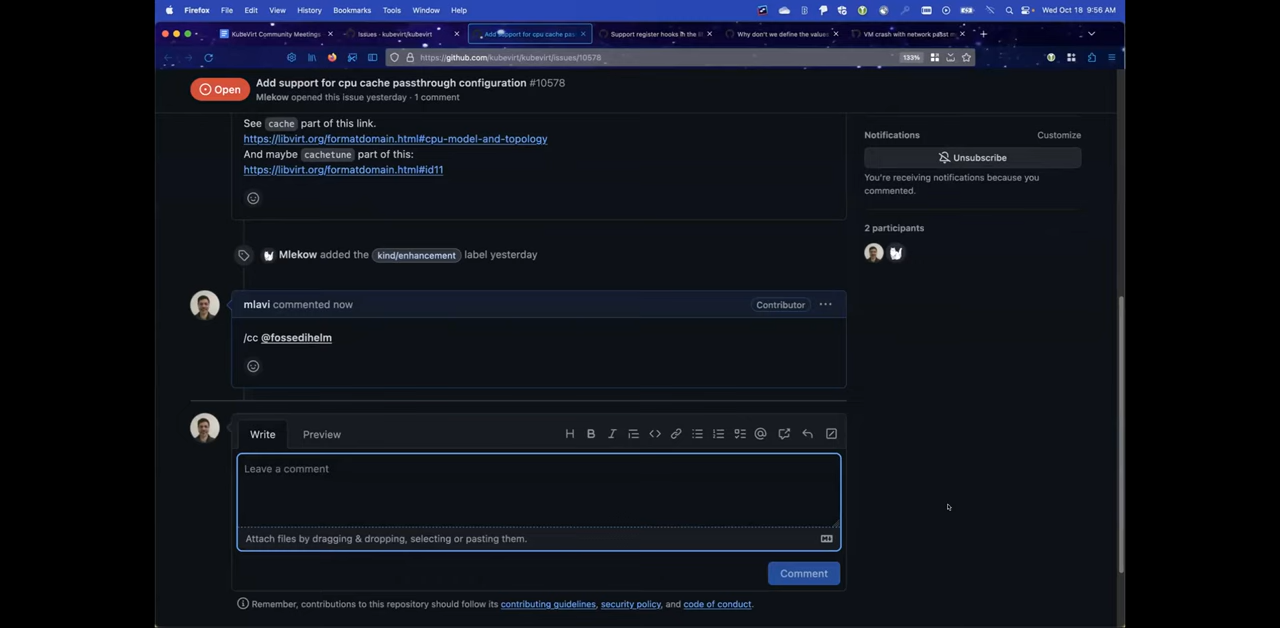 Firefox File Edit View History Bookmarks Tools Window Help Wed Oct 18 9:56 AM
KubeVirt Community Meetings Issues · kubevirt/kubevirt Add support for cpu cache pas Support register hooks in the Why don't we define the values VM crash with network
https://github.com/kubevirt/kubevirt/issues/10578 133%
Open Add support for cpu cache passthrough configuration #10578
Mlekow opened this issue yesterday · 1 comment
See cache part of this link.
https://libvirt.org/formatdomain.html#cpu-model-and-topology
And maybe cachetune part of this:
https://libvirt.org/formatdomain.html#id11
Notifications Customize
Unsubscribe
You're receiving notifications because you
commented.
2 participants
Mlekow added the kind/enhancement label yesterday
mlavi commented now Contributor
/cc @fossedihelm
Write Preview
Leave a comment
Attach files by dragging & dropping, selecting or pasting them.
Comment
Remember, contributions to this repository should follow its contributing guidelines, security policy, and code of conduct.